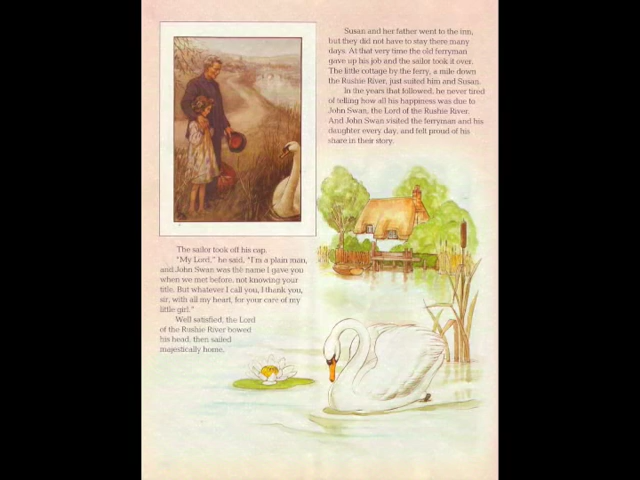 The sailor took off his cap.
"My Lord," he said, "I'm a plain man,
and John Swan was the name I gave you
when we met before, not knowing your
title. But whatever I call you, I thank you,
sir, with all my heart, for your care of my
little girl."
Well satisfied, the Lord
of the Rushie River bowed
his head, then sailed
majestically home.
Susan and her father went to the inn,
but they did not have to stay there many
days. At that very time the old ferryman
gave up his job and the sailor took it over.
The little cottage by the ferry, a mile down
the Rushie River, just suited him and Susan.
In the years that followed, he never tired
of telling how all his happiness was due to
John Swan, the Lord of the Rushie River.
And John Swan visited the ferryman and his
daughter every day, and felt proud of his
share in their story.